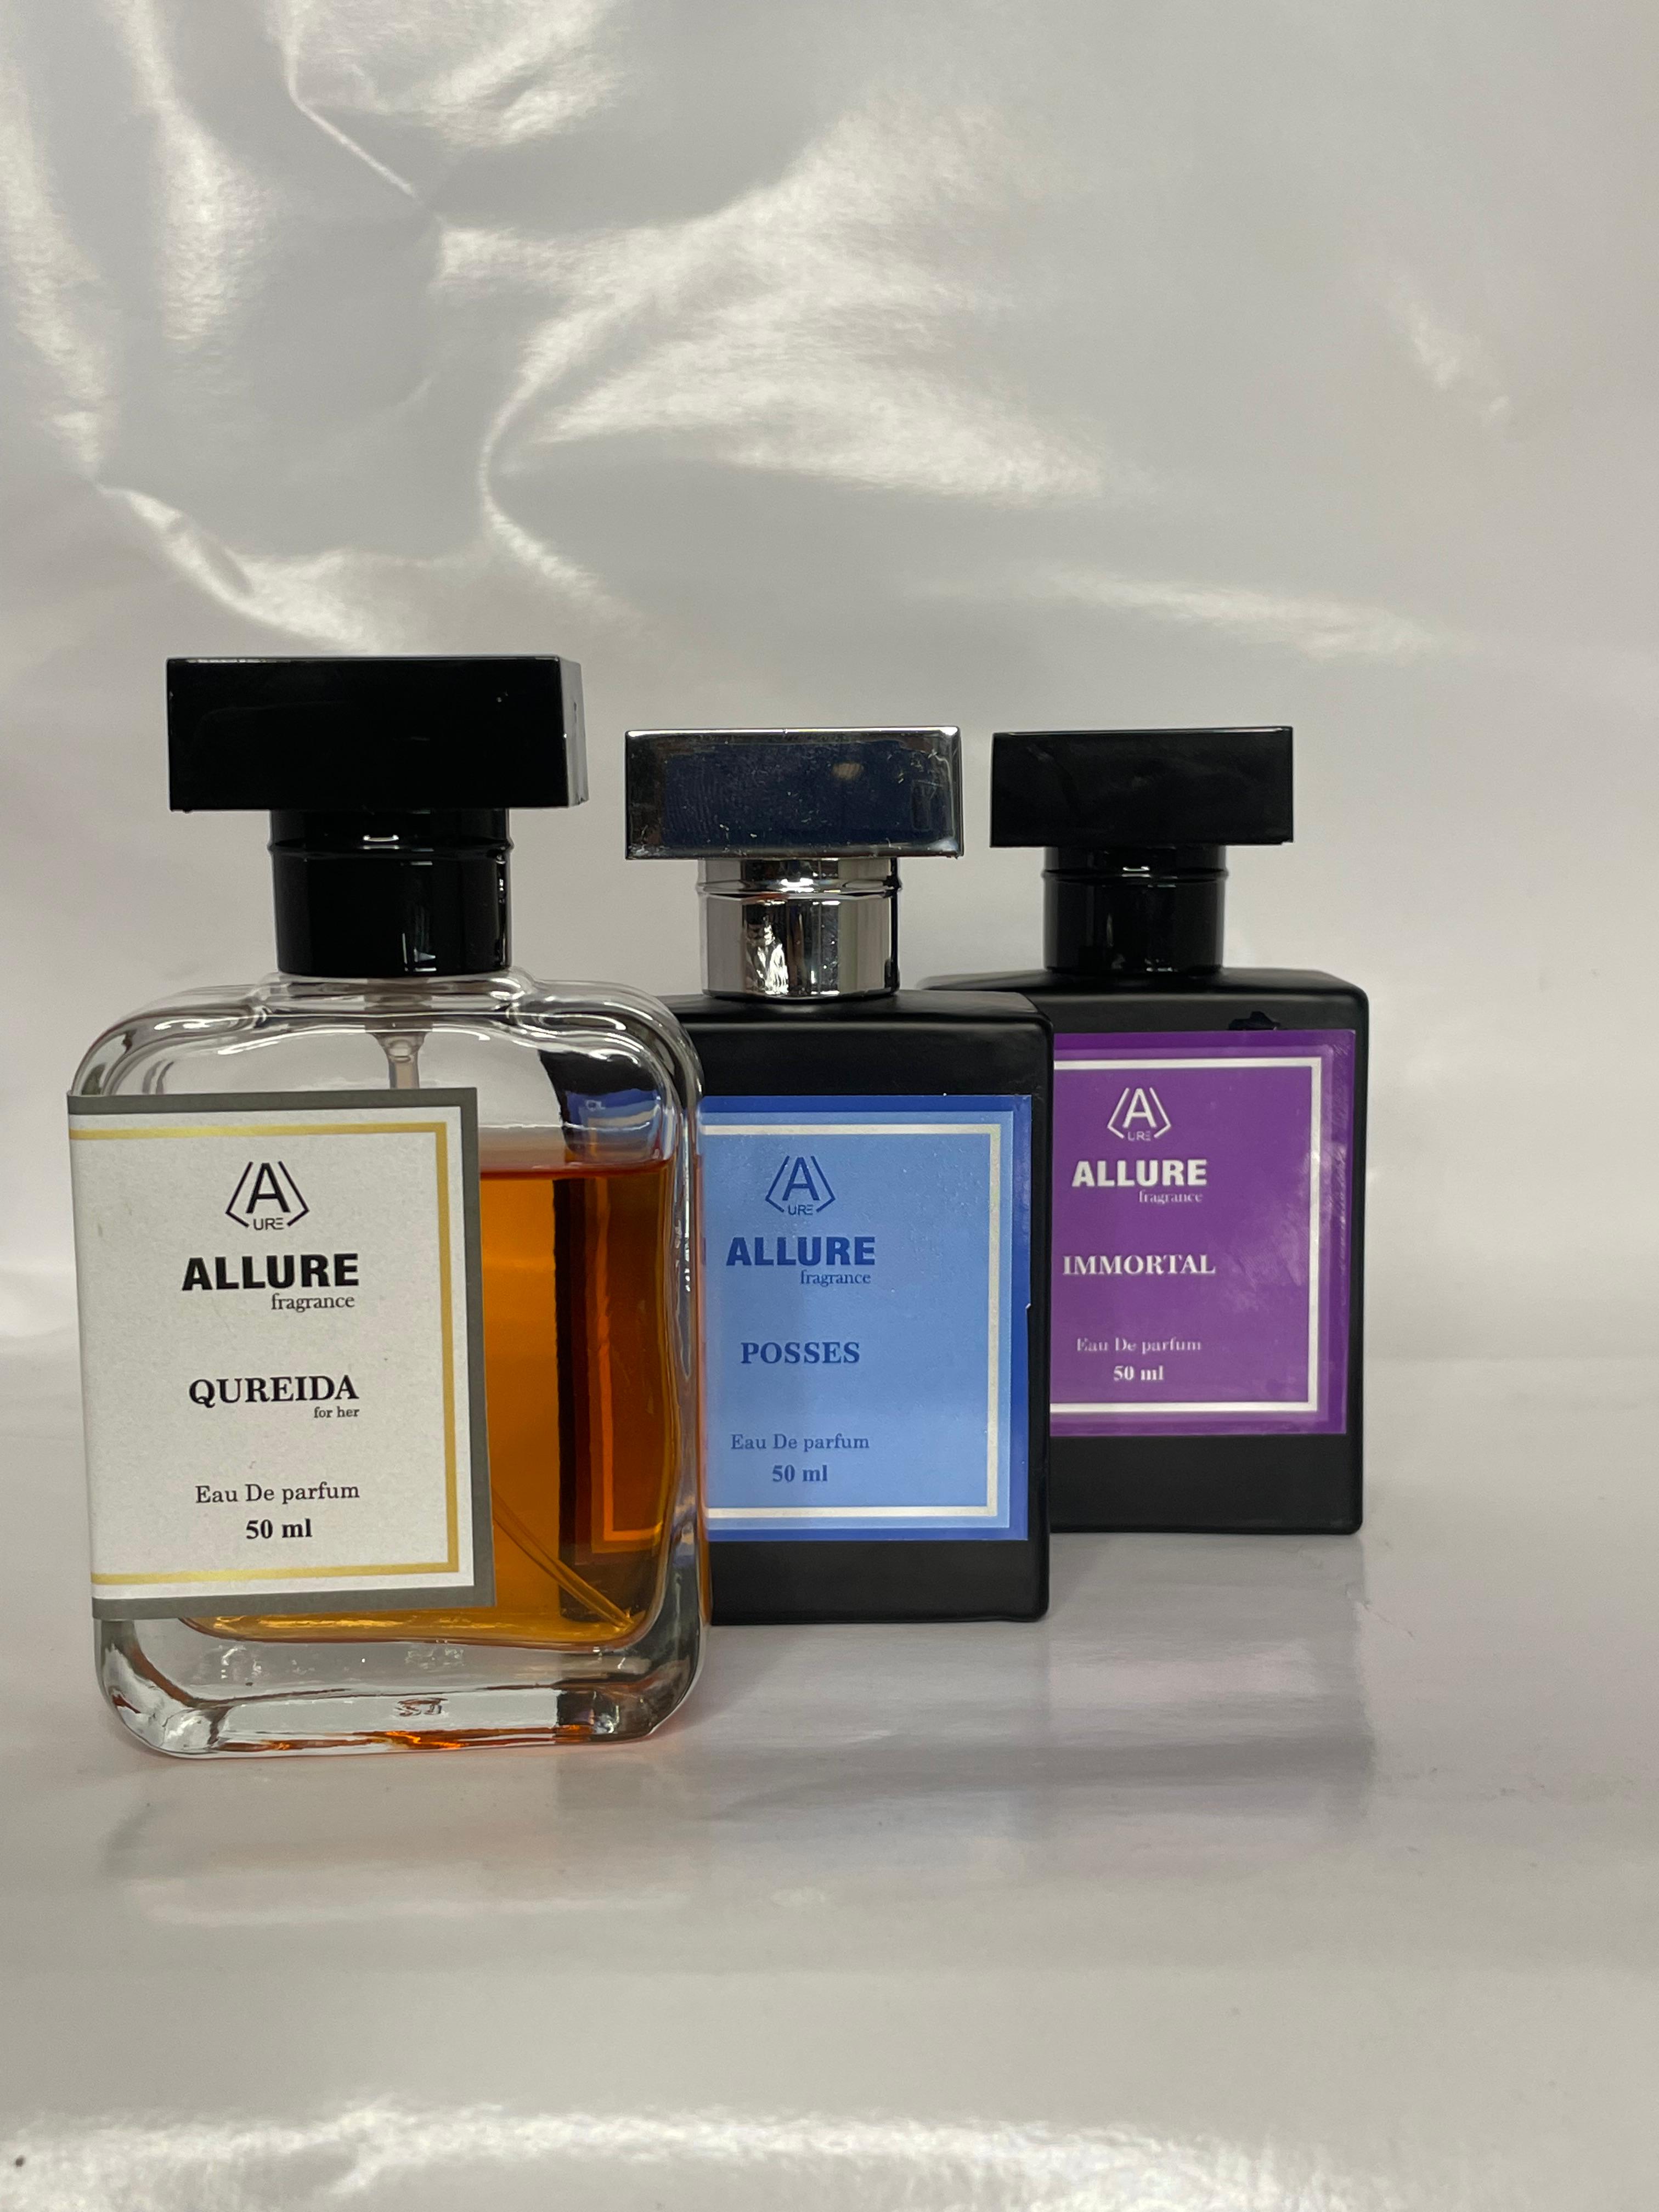 A
URE
ALLURE
fragrance
QUREIDA
for her
Eau De parfum
50 ml
A
URE
ALLURE
fragrance
POSSES
Eau De parfum
50 ml
A
URE
ALLURE
fragrance
IMMORTAL
Eau De parfum
50 ml